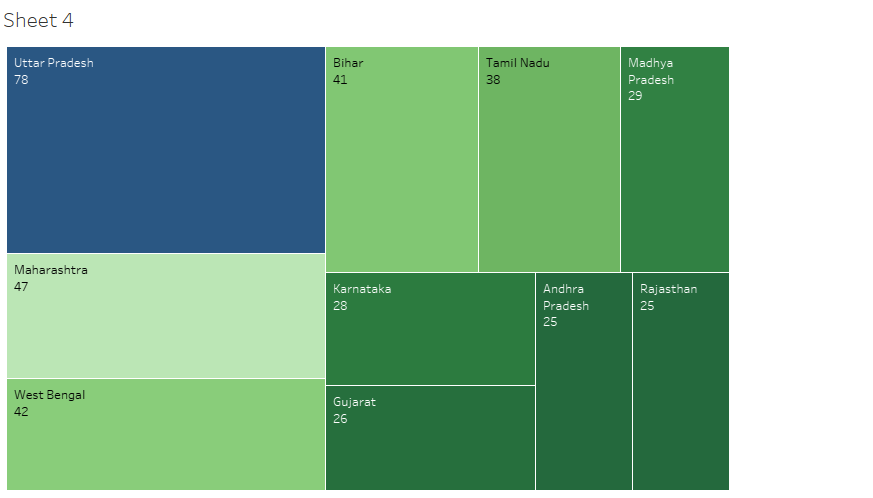 Sheet 4
Uttar Pradesh
78
Maharashtra
47
West Bengal
42
Bihar
41
Tamil Nadu
38
Madhya
Pradesh
29
Karnataka
28
Gujarat
26
Andhra
Pradesh
25
Rajasthan
25